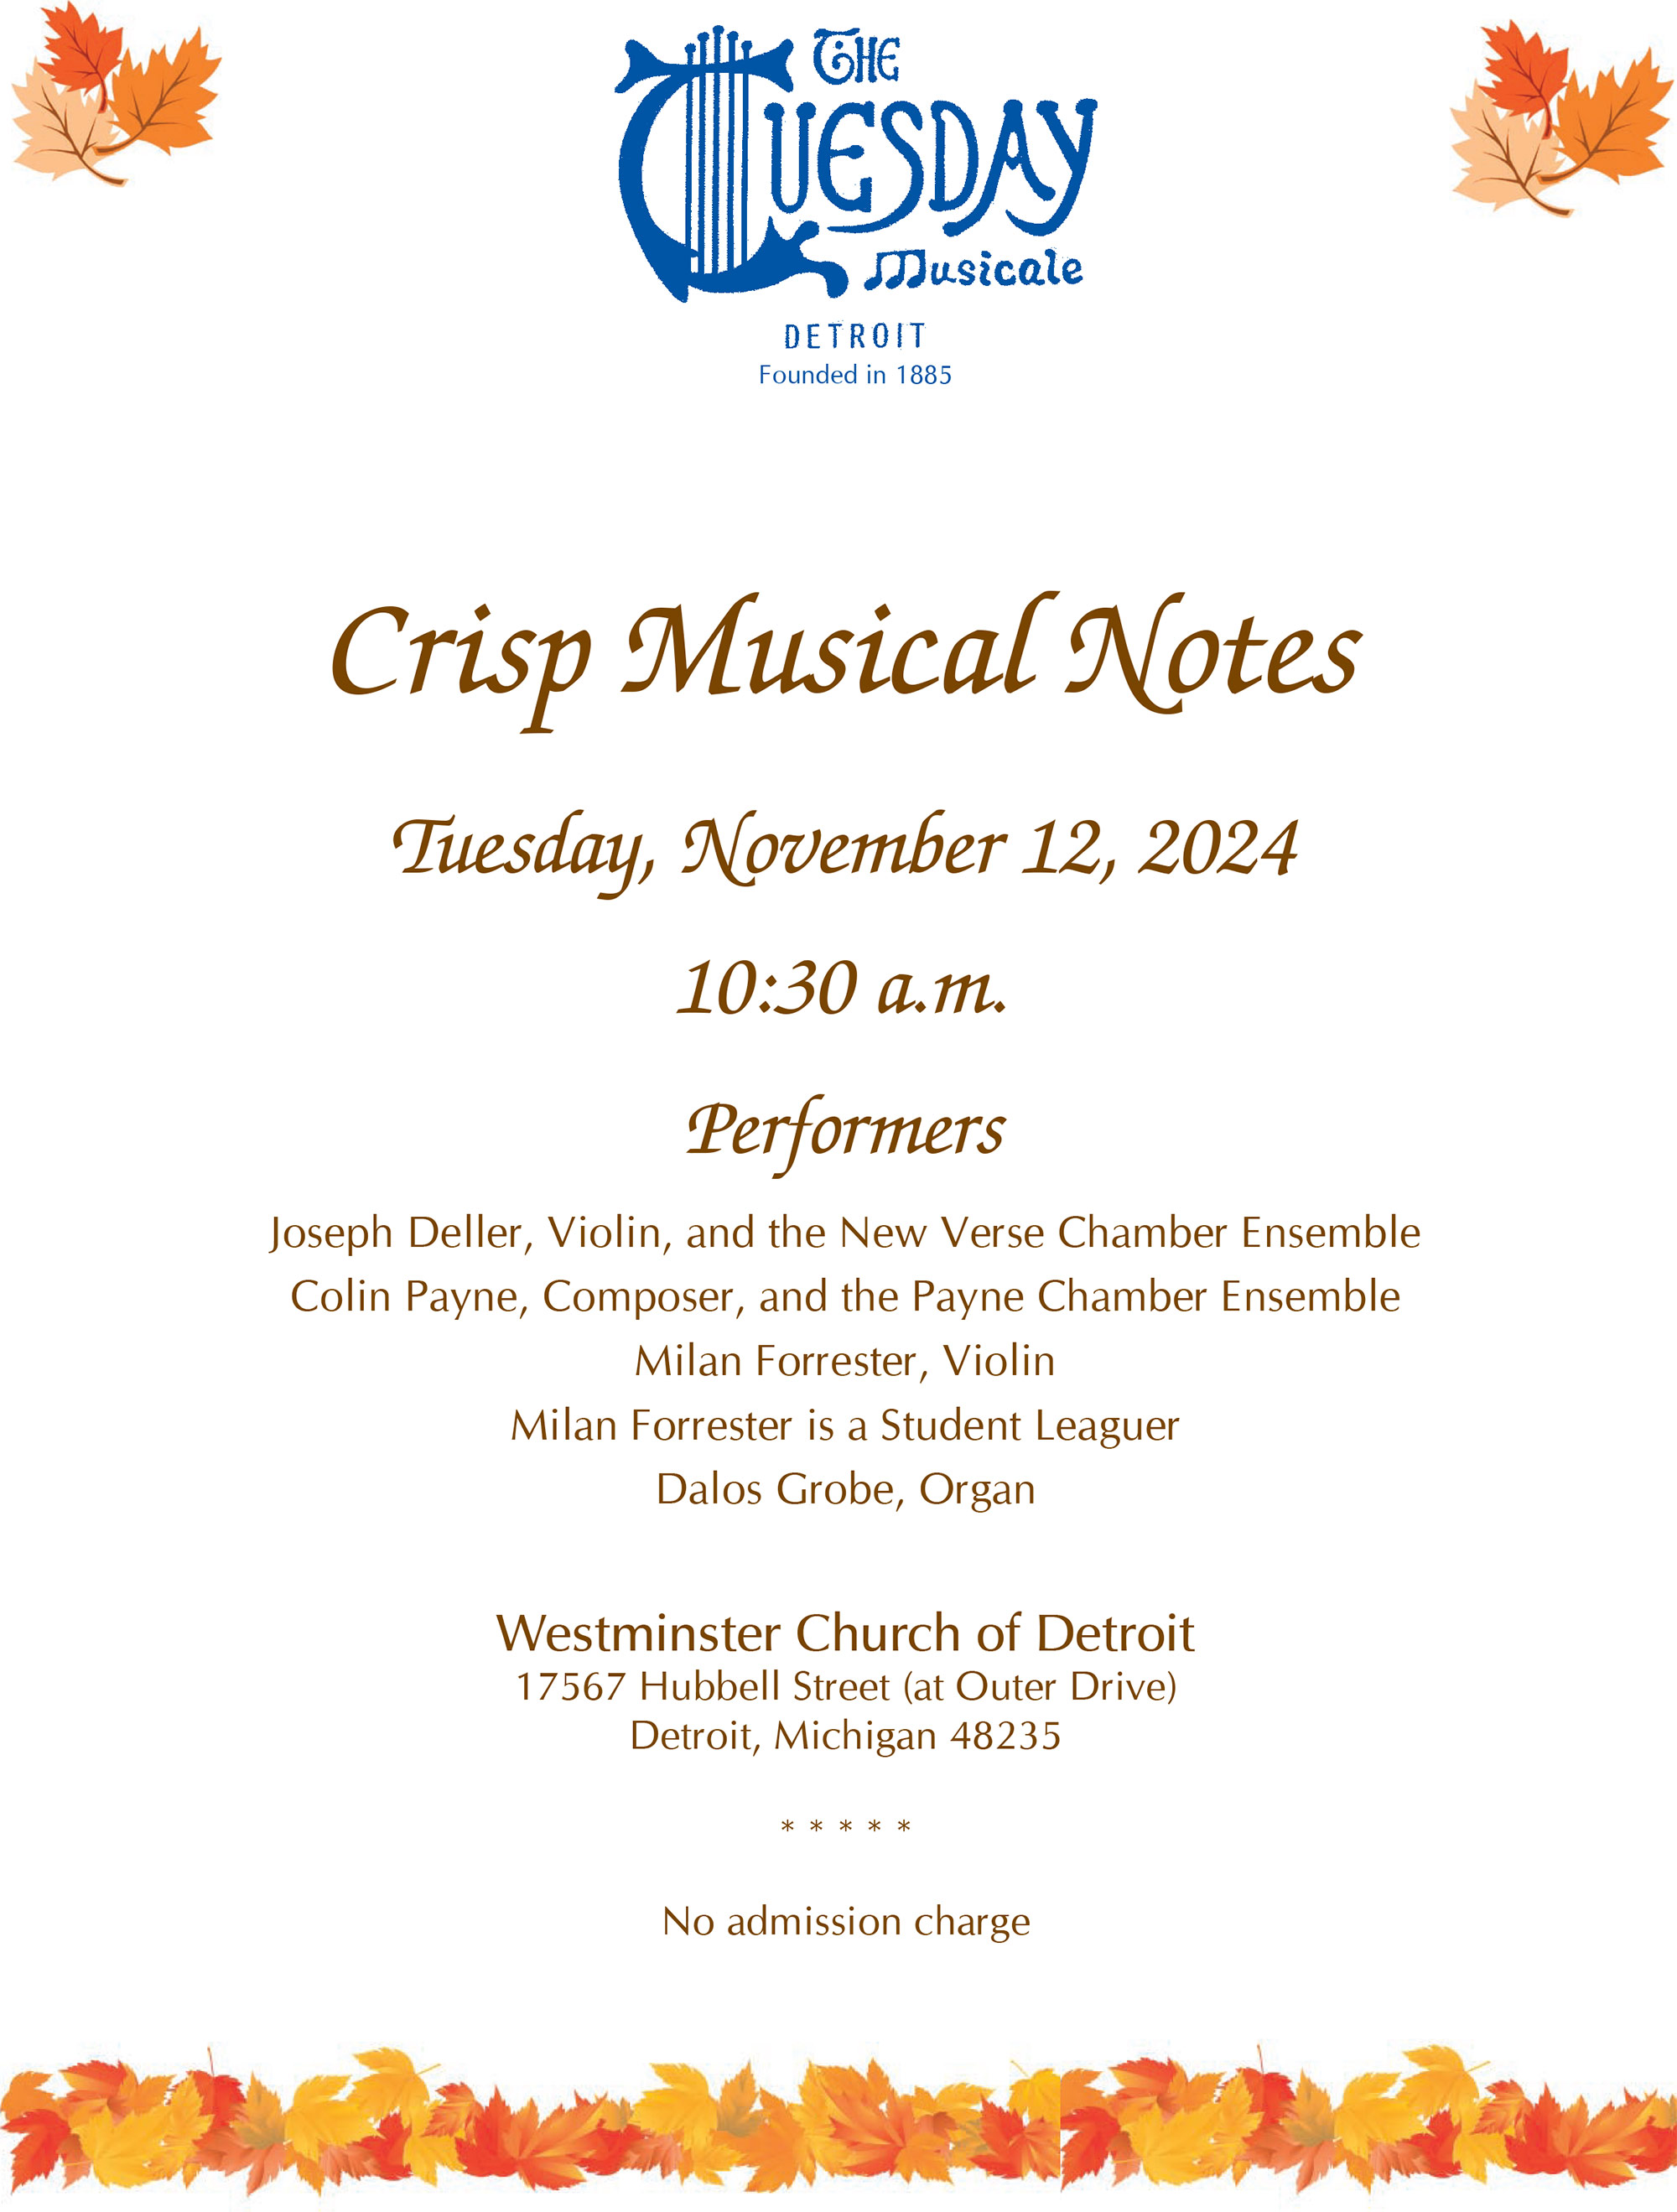 The
Tuesday
Musicale
DETROIT
Founded in 1885
Crisp Musical Notes
Tuesday, November 12, 2024
10:30 a.m.
Performers
Joseph Deller, Violin, and the New Verse Chamber Ensemble
Colin Payne, Composer, and the Payne Chamber Ensemble
Milan Forrester, Violin
Milan Forrester is a Student Leaguer
Dalos Grobe, Organ
Westminster Church of Detroit
17567 Hubbell Street (at Outer Drive)
Detroit, Michigan 48235
* * * * *
No admission charge